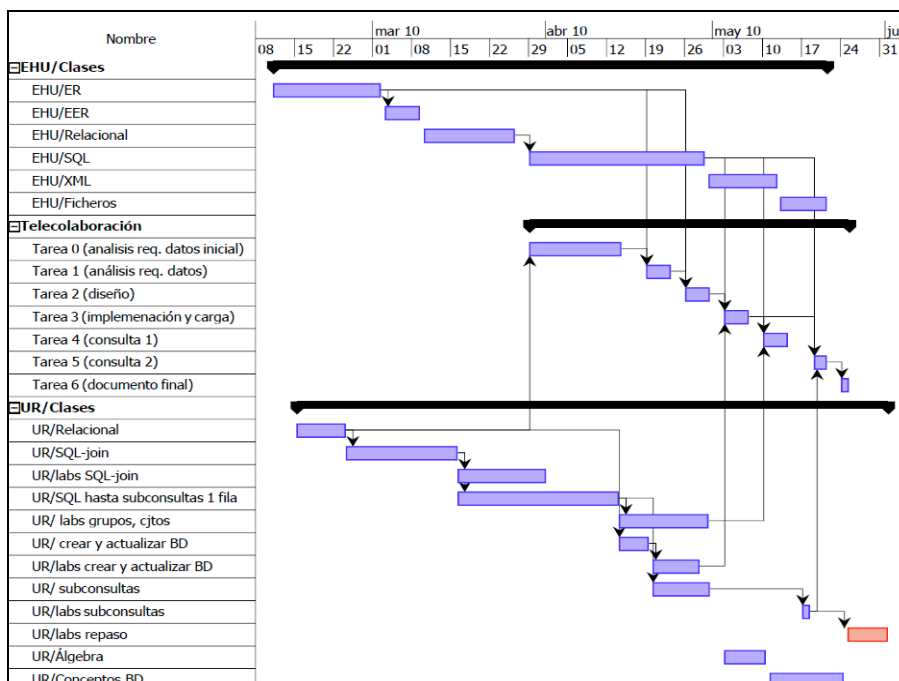 Nombre
mar 10 abr 10 may 10 ju
08 15 22 01 08 15 22 29 05 12 19 26 03 10 17 24 31
EHU/Clases
EHU/ER
EHU/EER
EHU/Relacional
EHU/SQL
EHU/XML
EHU/Ficheros
Telecolaboración
Tarea 0 (analisis req. datos inicial)
Tarea 1 (análisis req. datos)
Tarea 2 (diseño)
Tarea 3 (implemenación y carga)
Tarea 4 (consulta 1)
Tarea 5 (consulta 2)
Tarea 6 (documento final)
UR/Clases
UR/Relacional
UR/SQL-join
UR/labs SQL-join
UR/SQL hasta subconsultas 1 fila
UR/ labs grupos, cjtos
UR/ crear y actualizar BD
UR/labs crear y actualizar BD
UR/ subconsultas
UR/labs subconsultas
UR/labs repaso
UR/Álgebra
UR/Conceptos BD